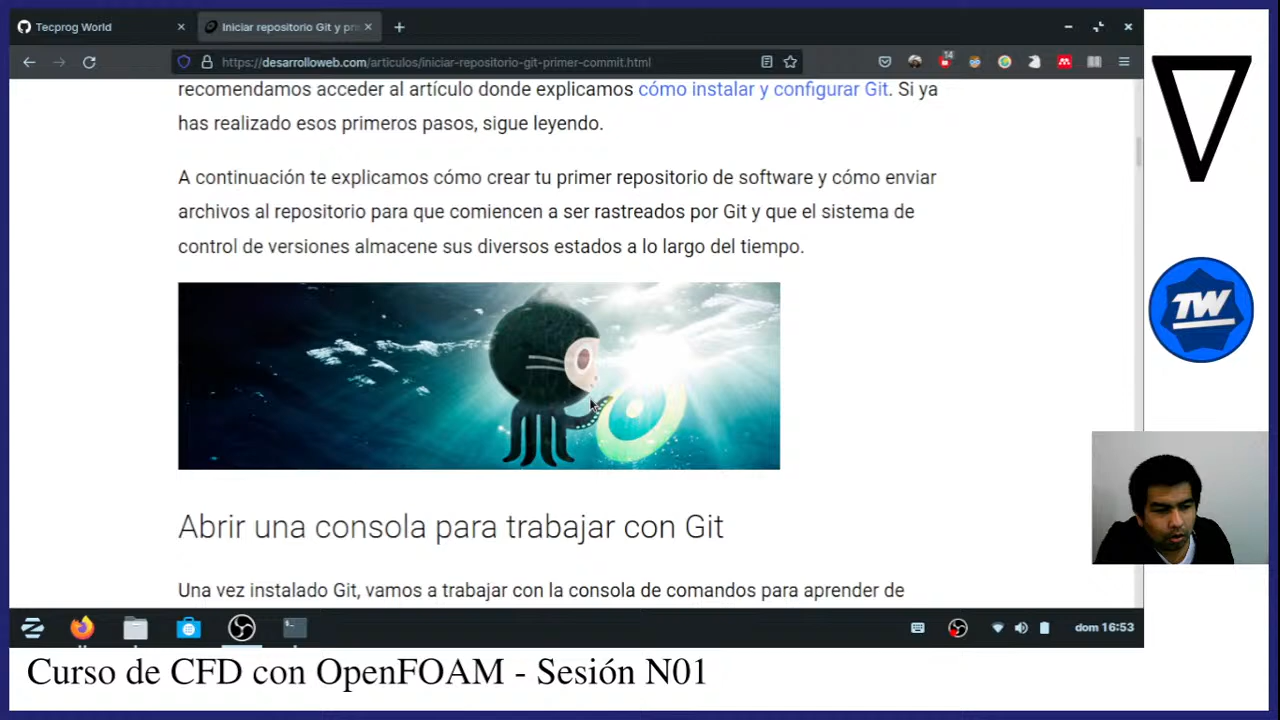 Tecprog World
Iniciar repositorio Git y pri
https://desarrolloweb.com/articulos/iniciar-repositorio-git-primer-commit.html
14
recomendamos acceder al artículo donde explicamos cómo instalar y configurar Git. Si ya
has realizado esos primeros pasos, sigue leyendo.
A continuación te explicamos cómo crear tu primer repositorio de software y cómo enviar
archivos al repositorio para que comiencen a ser rastreados por Git y que el sistema de
control de versiones almacene sus diversos estados a lo largo del tiempo.
TW
Abrir una consola para trabajar con Git
Una vez instalado Git, vamos a trabajar con la consola de comandos para aprender de
dom 16:53
Curso de CFD con OpenFOAM - Sesión N01